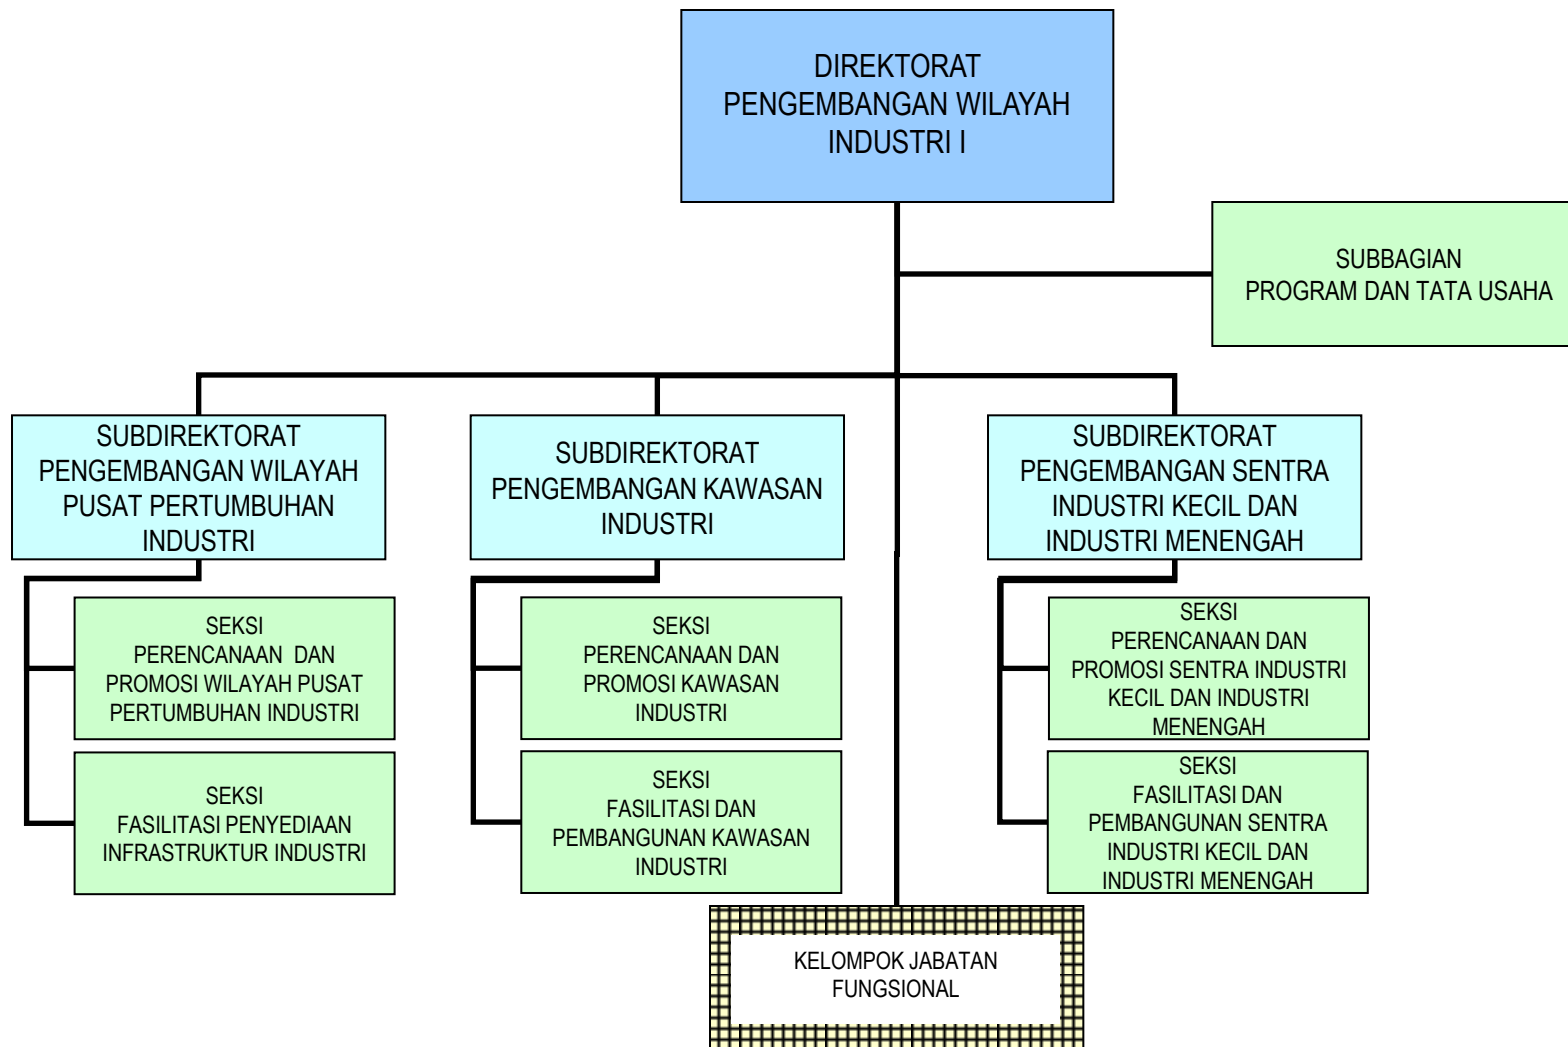 DIREKTORAT
PENGEMBANGAN WILAYAH
INDUSTRI I
SUBBAGIAN
PROGRAM DAN TATA USAHA
SUBDIREKTORAT
PENGEMBANGAN WILAYAH
PUSAT PERTUMBUHAN
INDUSTRI
SUBDIREKTORAT
PENGEMBANGAN KAWASAN
INDUSTRI
SUBDIREKTORAT
PENGEMBANGAN SENTRA
INDUSTRI KECIL DAN
INDUSTRI MENENGAH
SEKSI
PERENCANAAN DAN
PROMOSI WILAYAH PUSAT
PERTUMBUHAN INDUSTRI
SEKSI
PERENCANAAN DAN
PROMOSI KAWASAN
INDUSTRI
SEKSI
PERENCANAAN DAN
PROMOSI SENTRA INDUSTRI
KECIL DAN INDUSTRI
MENENGAH
SEKSI
FASILITASI PENYEDIAAN
INFRASTRUKTUR INDUSTRI
SEKSI
FASILITASI DAN
PEMBANGUNAN KAWASAN
INDUSTRI
SEKSI
FASILITASI DAN
PEMBANGUNAN SENTRA
INDUSTRI KECIL DAN
INDUSTRI MENENGAH
KELOMPOK JABATAN
FUNGSIONAL